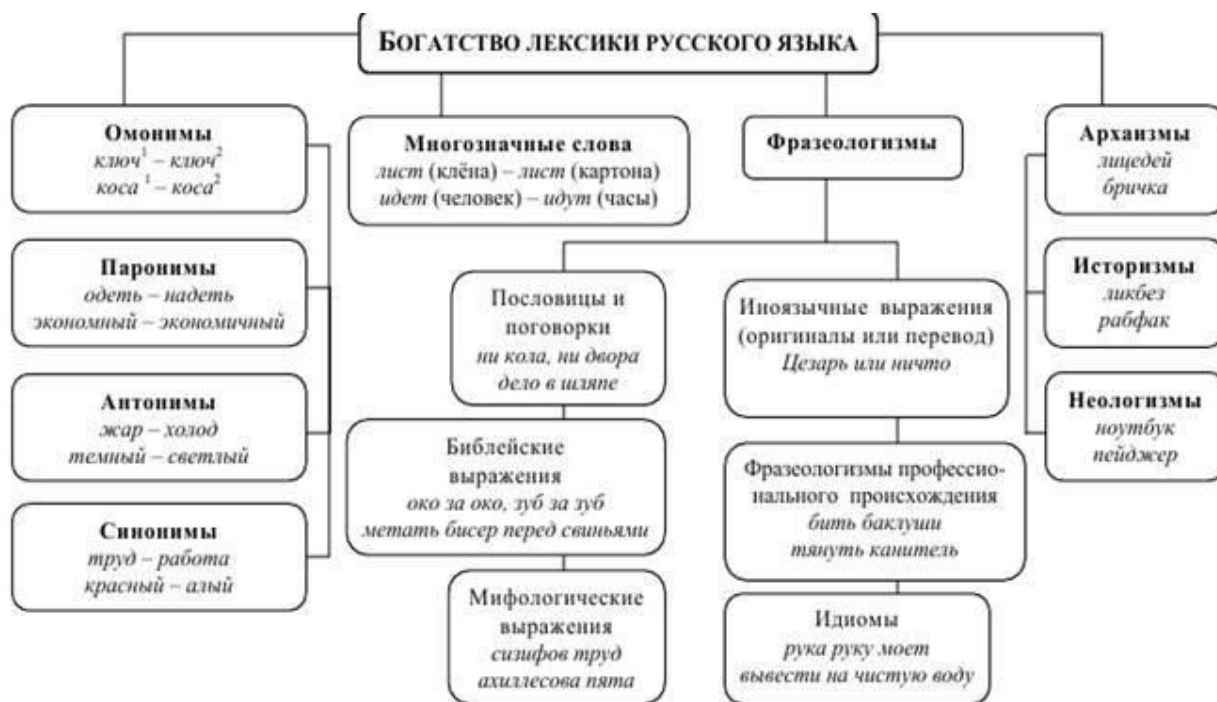 БОГАТСТВО ЛЕКСИКИ РУССКОГО ЯЗЫКА
Омонимы
ключ¹ – ключ²
коса ¹ – коса²
Паронимы
одеть – надеть
экономный – экономичный
Антонимы
жар – холод
темный – светлый
Синонимы
труд – работа
красный – алый
Многозначные слова
лист (клёна) – лист (картона)
идет (человек) – идут (часы)
Фразеологизмы
Пословицы и
поговорки
ни кола, ни двора
дело в шляпе
Библейские
выражения
око за око, зуб за зуб
метать бисер перед свиньями
Мифологические
выражения
сизифов труд
ахиллесова пята
Иноязычные выражения
(оригиналы или перевод)
Цезарь или ничто
Фразеологизмы профессио-
нального происхождения
бить баклуши
тянуть канитель
Идиомы
рука руку моет
вывести на чистую воду
Архаизмы
лицедей
бричка
Историзмы
ликбез
рабфак
Неологизмы
ноутбук
пейджер